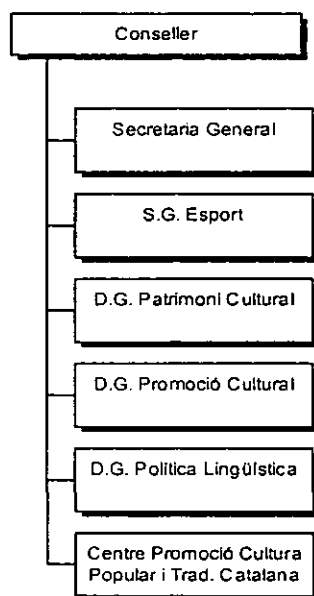 Conseller
Secretaria General
S.G. Esport
D.G. Patrimoni Cultural
D.G. Promoció Cultural
D.G. Política Lingüística
Centre Promoció Cultura
Popular i Trad. Catalana